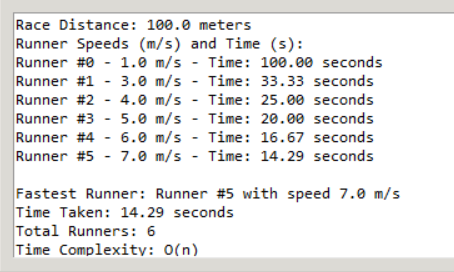 Race Distance: 100.0 meters
Runner Speeds (m/s) and Time (s):
Runner #0 - 1.0 m/s - Time: 100.00 seconds
Runner #1 - 3.0 m/s - Time: 33.33 seconds
Runner #2 - 4.0 m/s - Time: 25.00 seconds
Runner #3 - 5.0 m/s - Time: 20.00 seconds
Runner #4 - 6.0 m/s - Time: 16.67 seconds
Runner #5 - 7.0 m/s - Time: 14.29 seconds
Fastest Runner: Runner #5 with speed 7.0 m/s
Time Taken: 14.29 seconds
Total Runners: 6
Time Complexity: O(n)